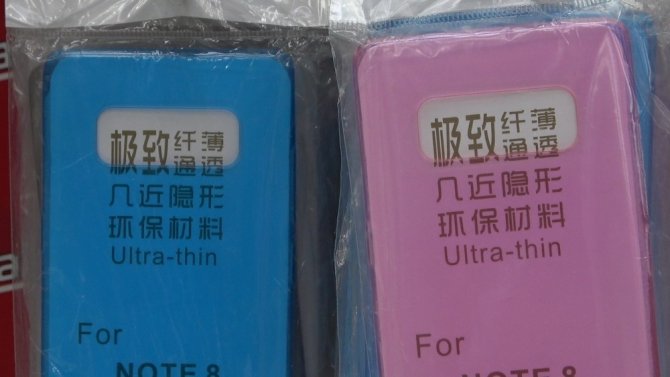 极致纤薄
通透
几近隐形
环保材料
Ultra-thin
For
NOTE 8
极致纤薄
通透
几近隐形
环保材料
Ultra-thin
For
NOTE 8